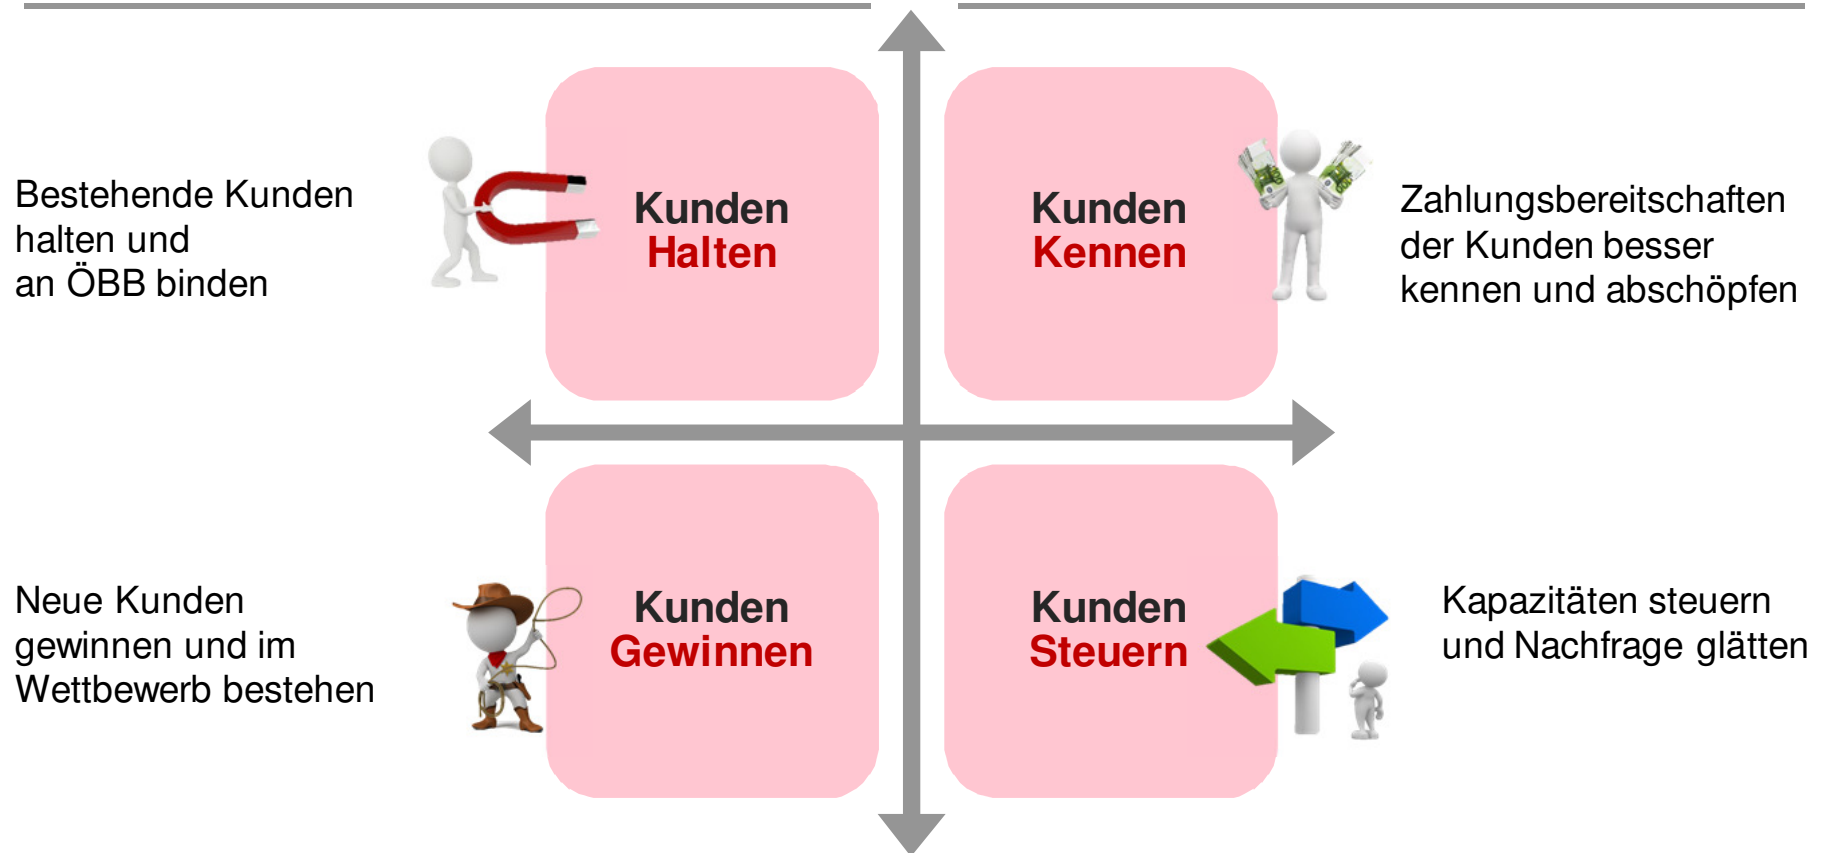 Bestehende Kunden
halten und
an ÖBB binden
Kunden
Halten
Kunden
Kennen
Zahlungsbereitschaften
der Kunden besser
kennen und abschöpfen
Neue Kunden
gewinnen und im
Wettbewerb bestehen
Kunden
Gewinnen
Kunden
Steuern
Kapazitäten steuern
und Nachfrage glätten